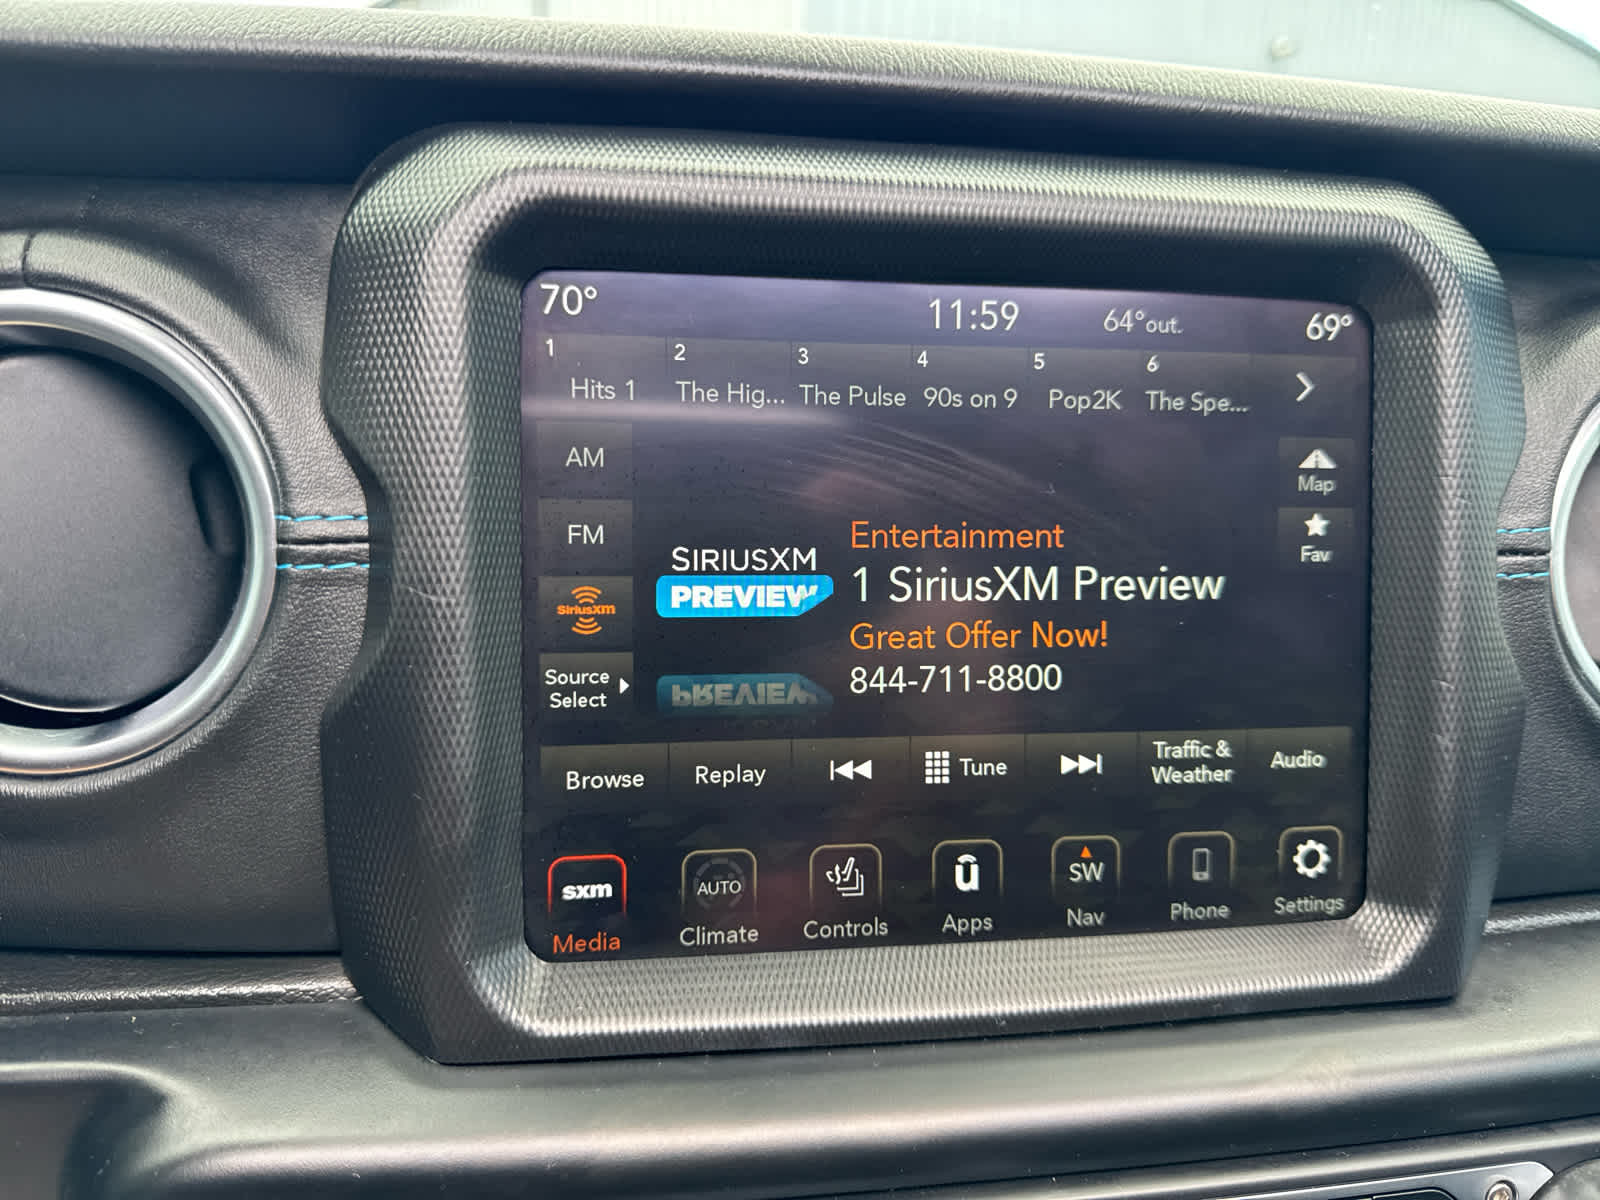 70° 11:59 64°out. 69°
1 2 3 4 5 6
Hits 1 The Hig... The Pulse 90s on 9 Pop2K The Spe...
AM
Map
FM
Fav
SiriusXM
Source
Select
SIRIUSXM
PREVIEW
Entertainment
1 SiriusXM Preview
Great Offer Now!
844-711-8800
Browse Replay Tune Traffic &
Weather Audio
sxm AUTO SW
Media Climate Controls Apps Nav Phone Settings